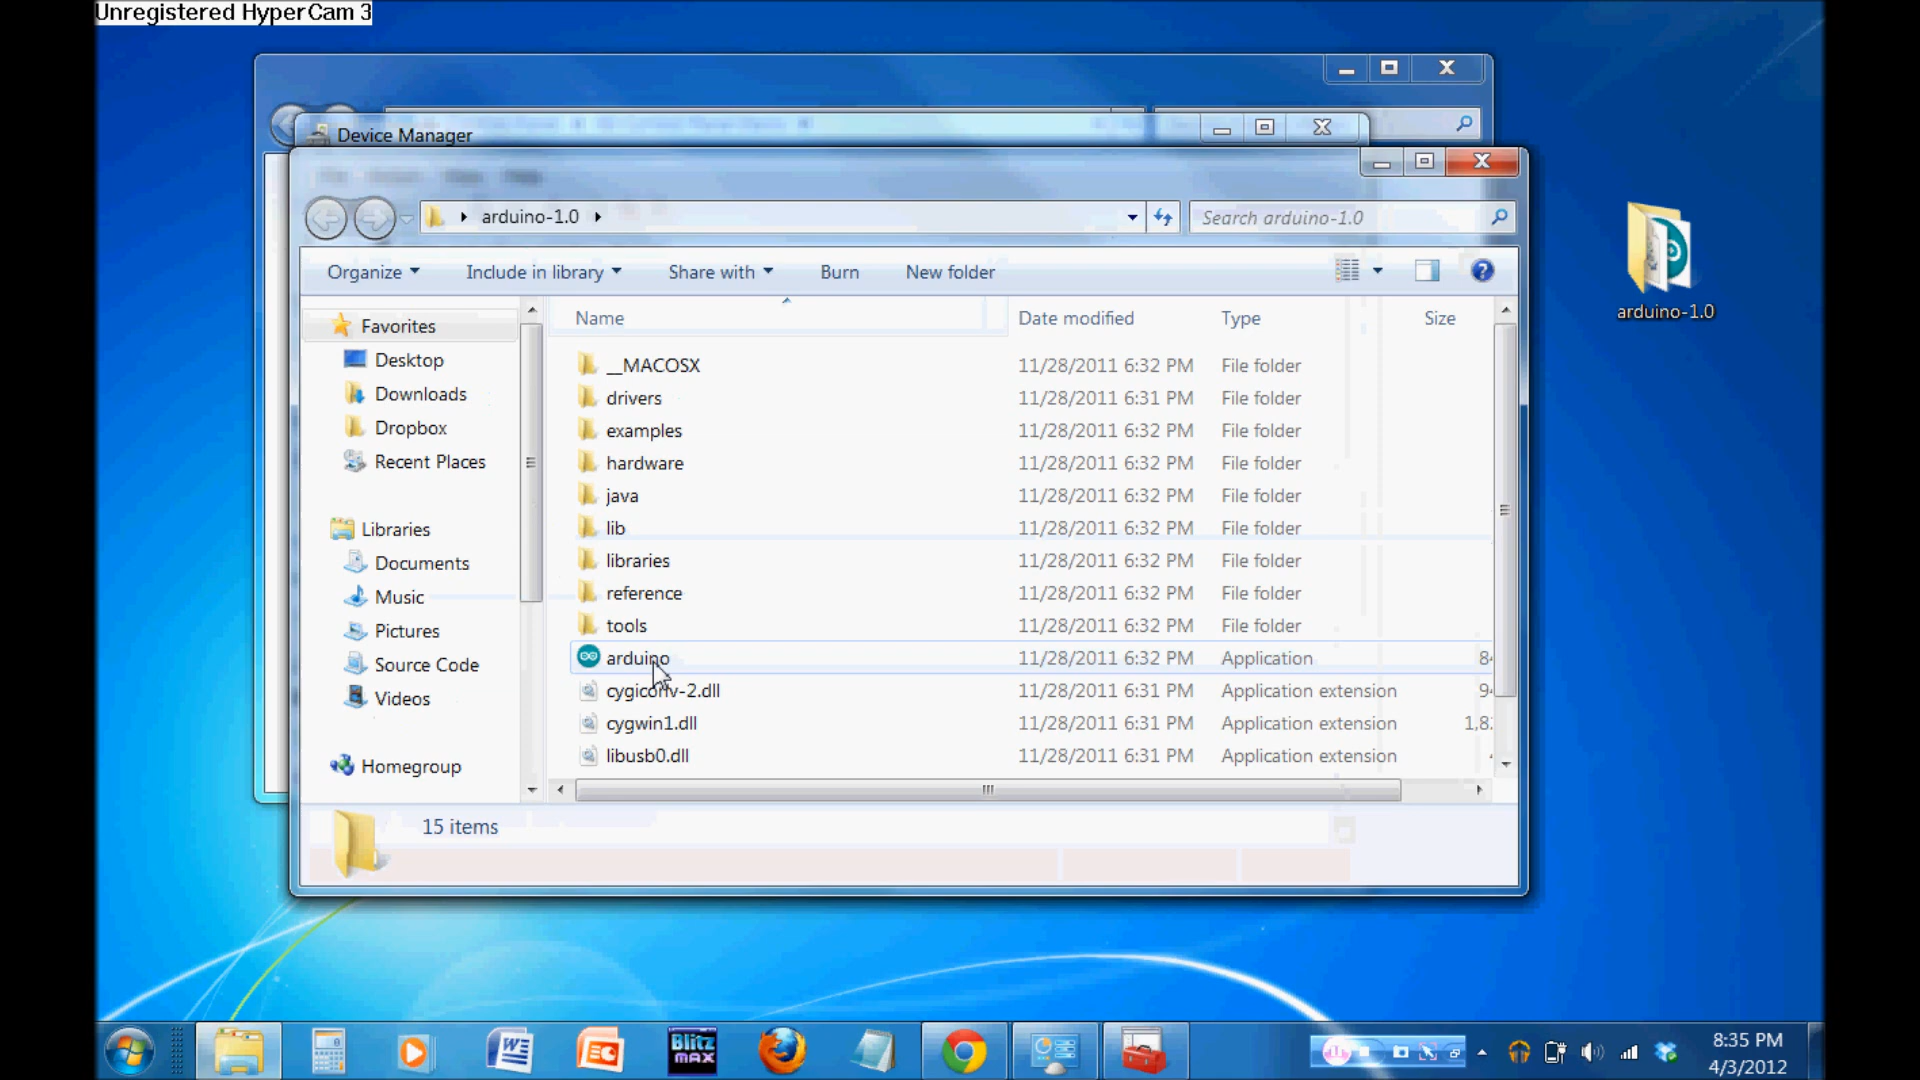 Unregistered HyperCam 3
Device Manager
arduino-1.0
Search arduino-1.0
Organize Include in library Share with Burn New folder
Name Date modified Type Size
Favorites
Desktop
Downloads
Dropbox
Recent Places
Libraries
Documents
Music
Pictures
Source Code
Videos
Homegroup
__MACOSX 11/28/2011 6:32 PM File folder
drivers 11/28/2011 6:31 PM File folder
examples 11/28/2011 6:32 PM File folder
hardware 11/28/2011 6:32 PM File folder
java 11/28/2011 6:32 PM File folder
lib 11/28/2011 6:32 PM File folder
libraries 11/28/2011 6:32 PM File folder
reference 11/28/2011 6:32 PM File folder
tools 11/28/2011 6:32 PM File folder
arduino 11/28/2011 6:32 PM Application
cygiconv-2.dll 11/28/2011 6:31 PM Application extension
cygwin1.dll 11/28/2011 6:31 PM Application extension 1,8
libusb0.dll 11/28/2011 6:31 PM Application extension
15 items
arduino-1.0
Blitz
MAX
8:35 PM
4/3/2012